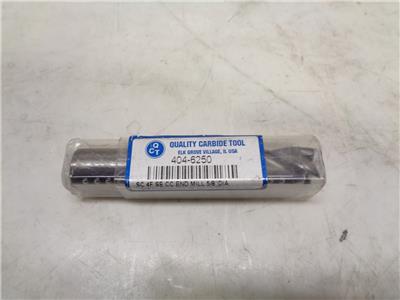 Q
CT
QUALITY CARBIDE TOOL
ELK GROVE VILLAGE, IL USA
404-6250
SC 4F SE CC END MILL 5/8 DIA